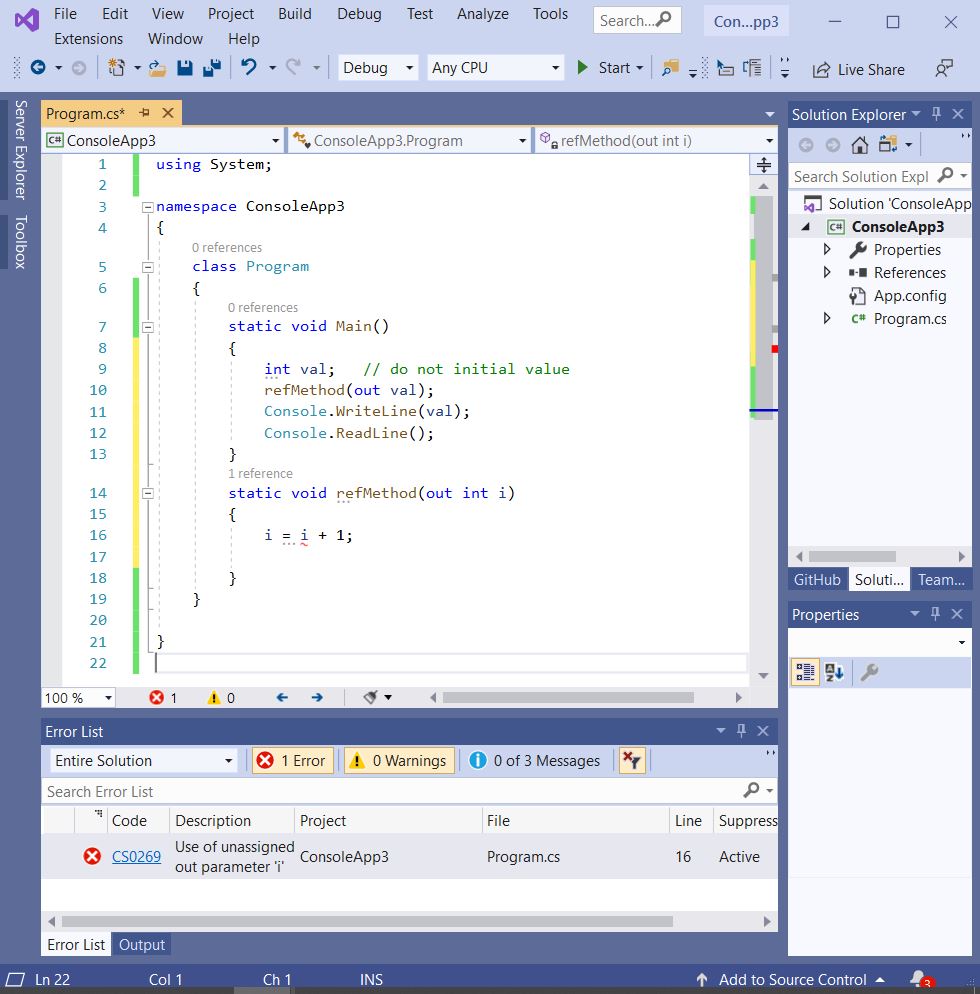 File Edit View Project Build Debug Test Analyze Tools Search... Con...pp3
Extensions Window Help
Debug Any CPU Start Live Share
Server Explorer
Toolbox
Program.cs*
ConsoleApp3 ConsoleApp3.Program refMethod(out int i)
1 using System;
2
3 namespace ConsoleApp3
4 {
0 references
5 class Program
6 {
0 references
7 static void Main()
8 {
9 int val; // do not initial value
10 refMethod(out val);
11 Console.WriteLine(val);
12 Console.ReadLine();
13 }
1 reference
14 static void refMethod(out int i)
15 {
16 i = i + 1;
17
18 }
19 }
20
21 }
22
100 % 1 0
Solution Explorer
Search Solution Expl
Solution 'ConsoleApp
C# ConsoleApp3
Properties
References
App.config
C# Program.cs
GitHub Soluti... Team...
Properties
Error List
Entire Solution 1 Error 0 Warnings 0 of 3 Messages
Search Error List
Code Description Project File Line Suppress
CS0269 Use of unassigned out parameter 'i' ConsoleApp3 Program.cs 16 Active
Error List Output
Ln 22 Col 1 Ch 1 INS Add to Source Control 3